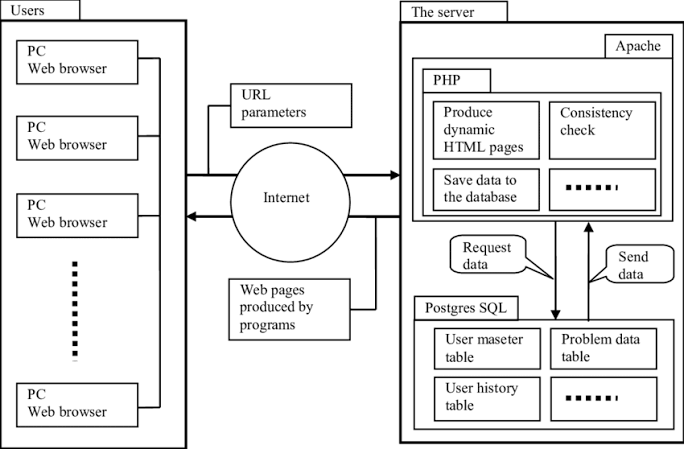 Users
PC
Web browser
PC
Web browser
PC
Web browser
PC
Web browser
URL
parameters
Internet
Web pages
produced by
programs
The server
Apache
PHP
Produce
dynamic
HTML pages
Consistency
check
Save data to
the database
Request
data
Send
data
Postgres SQL
User maseter
table
Problem data
table
User history
table